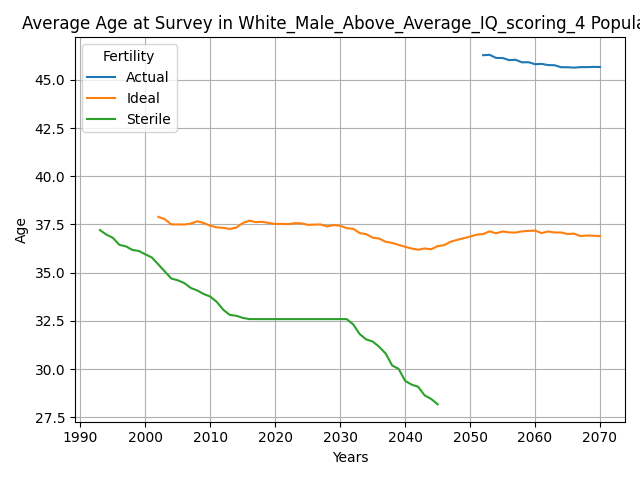 Average Age at Survey in White_Male_Above_Average_IQ_scoring_4 Popula
Fertility
Actual
Ideal
Sterile
45.0
42.5
40.0
37.5
35.0
32.5
30.0
27.5
Age
1990 2000 2010 2020 2030 2040 2050 2060 2070
Years